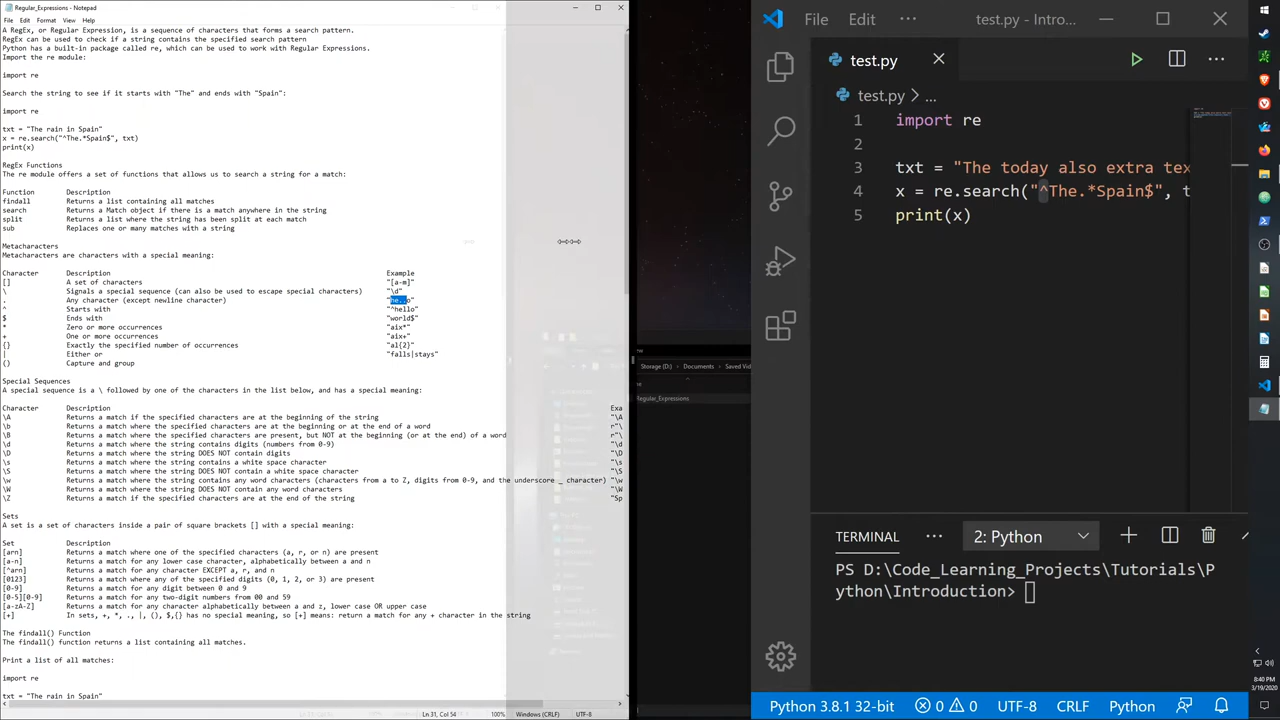 Regular_Expressions - Notepad
File Edit Format View Help
A RegEx, or Regular Expression, is a sequence of characters that forms a search pattern.
RegEx can be used to check if a string contains the specified search pattern
Python has a built-in package called re, which can be used to work with Regular Expressions.
Import the re module:
import re
Search the string to see if it starts with "The" and ends with "Spain":
import re
txt = "The rain in Spain"
x = re.search("^The.*Spain$", txt)
print(x)
RegEx Functions
The re module offers a set of functions that allows us to search a string for a match:
Function Description
findall Returns a list containing all matches
search Returns a Match object if there is a match anywhere in the string
split Returns a list where the string has been split at each match
sub Replaces one or many matches with a string
Metacharacters
Metacharacters are characters with a special meaning:
Character Description Example
[] A set of characters "[a-m]"
\ Signals a special sequence (can also be used to escape special characters) "\d"
. Any character (except newline character) "he..o"
^ Starts with "^hello"
$ Ends with "world$"
* Zero or more occurrences "aix*"
+ One or more occurrences "aix+"
{} Exactly the specified number of occurrences "al{2}"
| Either or "falls|stays"
() Capture and group
Special Sequences
A special sequence is a \ followed by one of the characters in the list below, and has a special meaning:
Character Description Exa
\A Returns a match if the specified characters are at the beginning of the string "\A
\b Returns a match where the specified characters are at the beginning or at the end of a word r"\
\B Returns a match where the specified characters are present, but NOT at the beginning (or at the end) of a word r"\
\d Returns a match where the string contains digits (numbers from 0-9) "\d
\D Returns a match where the string DOES NOT contain digits "\D
\s Returns a match where the string contains a white space character "\s
\S Returns a match where the string DOES NOT contain a white space character "\S
\w Returns a match where the string contains any word characters (characters from a to Z, digits from 0-9, and the underscore _ character) "\w
\W Returns a match where the string DOES NOT contain any word characters "\W
\Z Returns a match if the specified characters are at the end of the string "Sp
Sets
A set is a set of characters inside a pair of square brackets [] with a special meaning:
Set Description
[arn] Returns a match where one of the specified characters (a, r, or n) are present
[a-n] Returns a match for any lower case character, alphabetically between a and n
[^arn] Returns a match for any character EXCEPT a, r, and n
[0123] Returns a match where any of the specified digits (0, 1, 2, or 3) are present
[0-9] Returns a match for any digit between 0 and 9
[0-5][0-9] Returns a match for any two-digit numbers from 00 and 59
[a-zA-Z] Returns a match for any character alphabetically between a and z, lower case OR upper case
[+] In sets, +, *, ., |, (), $,{} has no special meaning, so [+] means: return a match for any + character in the string
The findall() Function
The findall() function returns a list containing all matches.
Print a list of all matches:
import re
txt = "The rain in Spain"
Ln 31, Col 54 100% Windows (CRLF) UTF-8
Storage (D:) Documents Saved Vid
Regular_Expressions
File ··· test.py - Intro...
test.py
test.py > ...
1 import re
2
3 txt = "Thtodayda also extra tex
4 x = re.search("^The.*Spain$", t
5 print(x)
TERMINAL ··· 2: Python
PS D:\Code_Learning_Projects\Tutorials\P
ython\Introduction>
Python 3.8.1 32-bit 0 0 UTF-8 CRLF Python
8:40 PM
3/19/2020